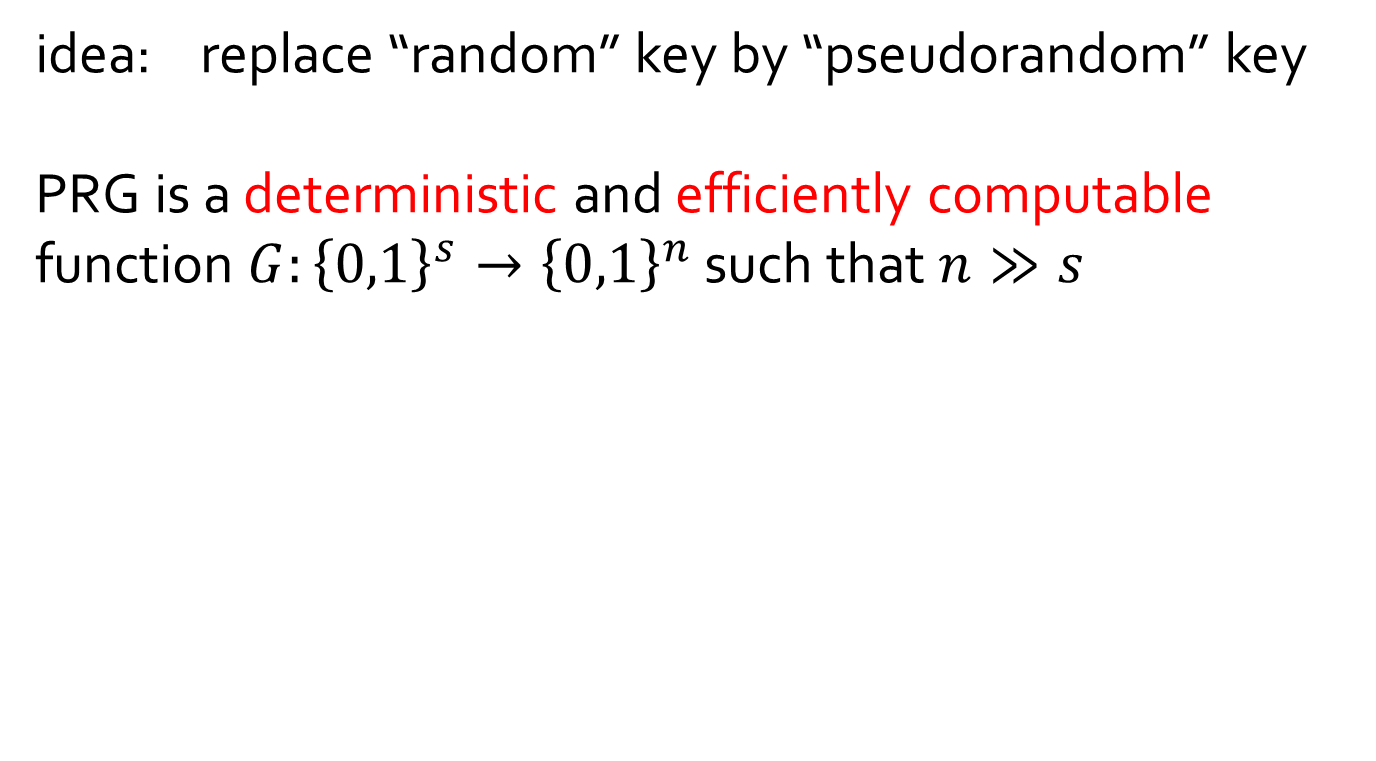 idea: replace “random” key by “pseudorandom” key
PRG is a deterministic and efficiently computable
function 𝐺: {0,1}ˢ → {0,1}ⁿ such that 𝑛 ≫ 𝑠